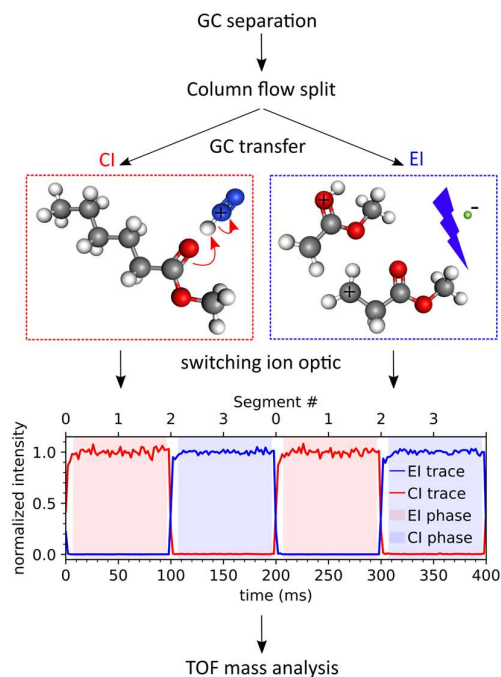 GC separation
Column flow split
CI GC transfer EI
+ + + -
switching ion optic
Segment #
0 1 2 3 0 1 2 3
normalized intensity
1.0
0.5
0.0
EI trace
CI trace
EI phase
CI phase
0 50 100 150 200 250 300 350 400
time (ms)
TOF mass analysis